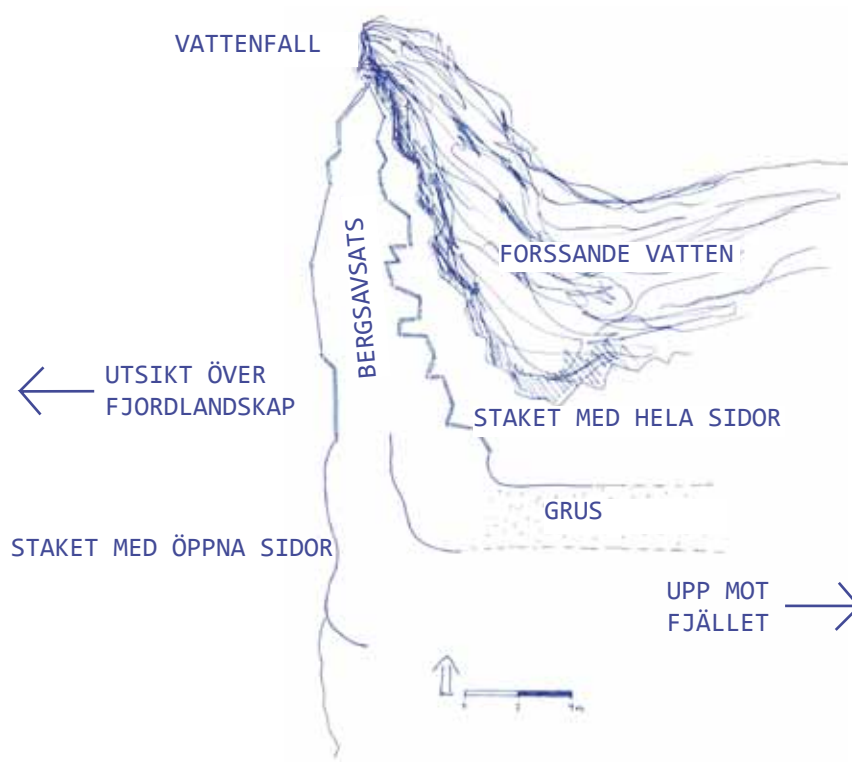 VATTENFALL
BERGSAVSATS
FORSSANDE VATTEN
UTSIKT ÖVER
FJORDLANDSKAP
STAKET MED HELA SIDOR
GRUS
STAKET MED ÖPPNA SIDOR
UPP MOT
FJÄLLET